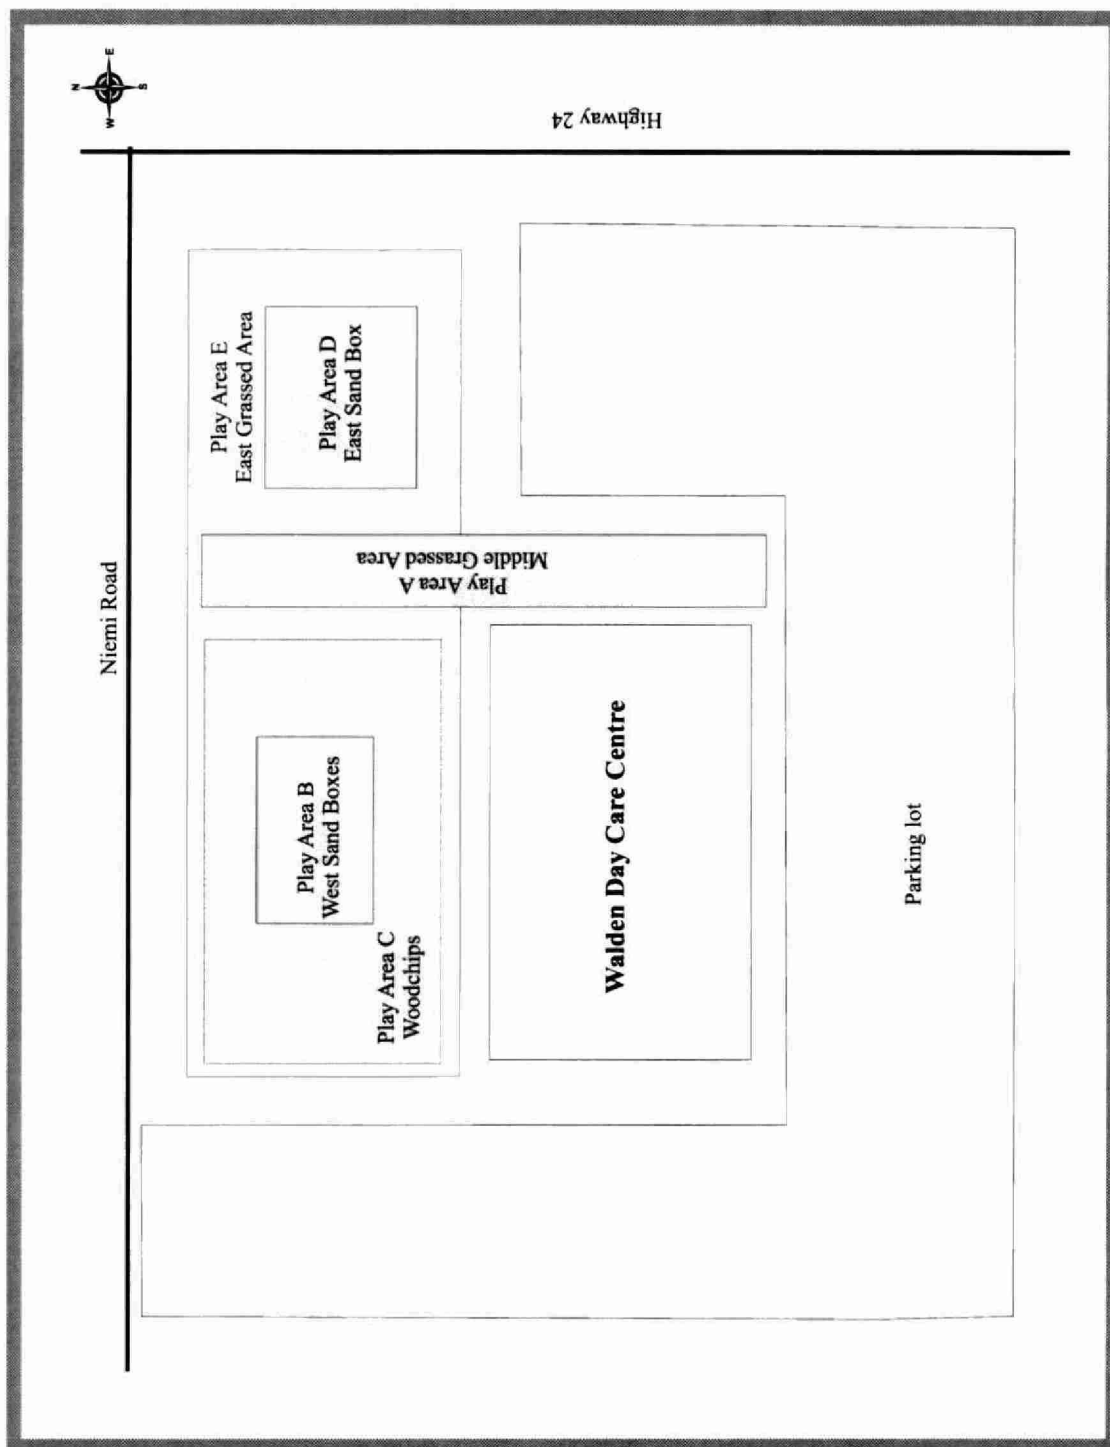 N
E
S
W
Highway 24
Niemi Road
Play Area E
East Grassed Area
Play Area D
East Sand Box
Play Area A
Middle Grassed Area
Play Area B
West Sand Boxes
Play Area C
Woodchips
Walden Day Care Centre
Parking lot